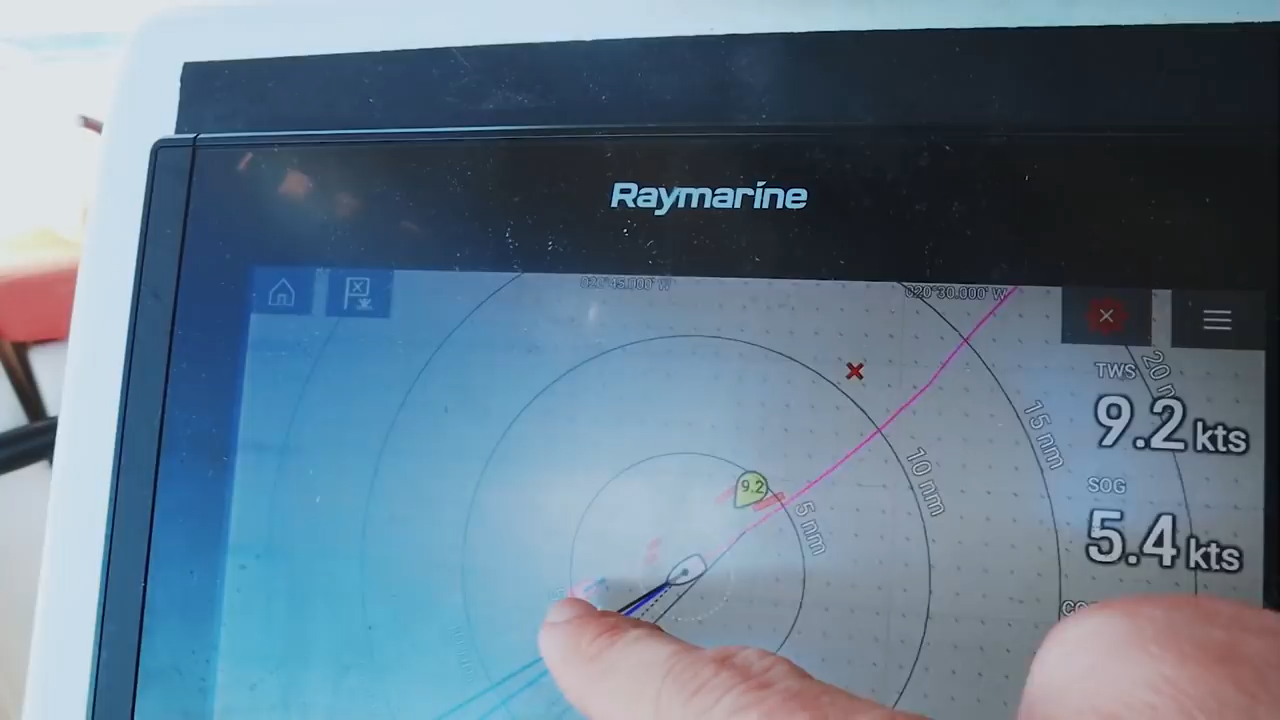 Raymarine
020°45.000' W
020°30.000' W
TWS
20 n
9.2 kts
15 nm
10 nm
SOG
9.2
5 nm
5.4 kts